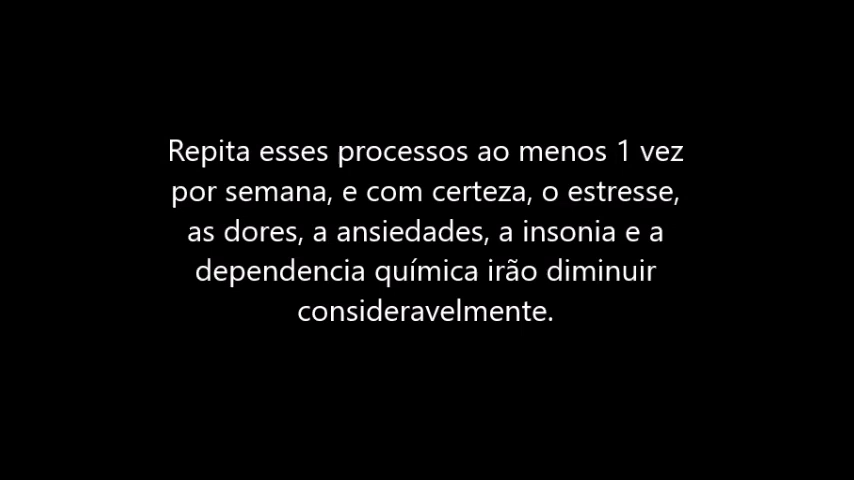 Repita esses processos ao menos 1 vez
por semana, e com certeza, o estresse,
as dores, a ansiedades, a insonia e a
dependencia química irão diminuir
consideravelmente.